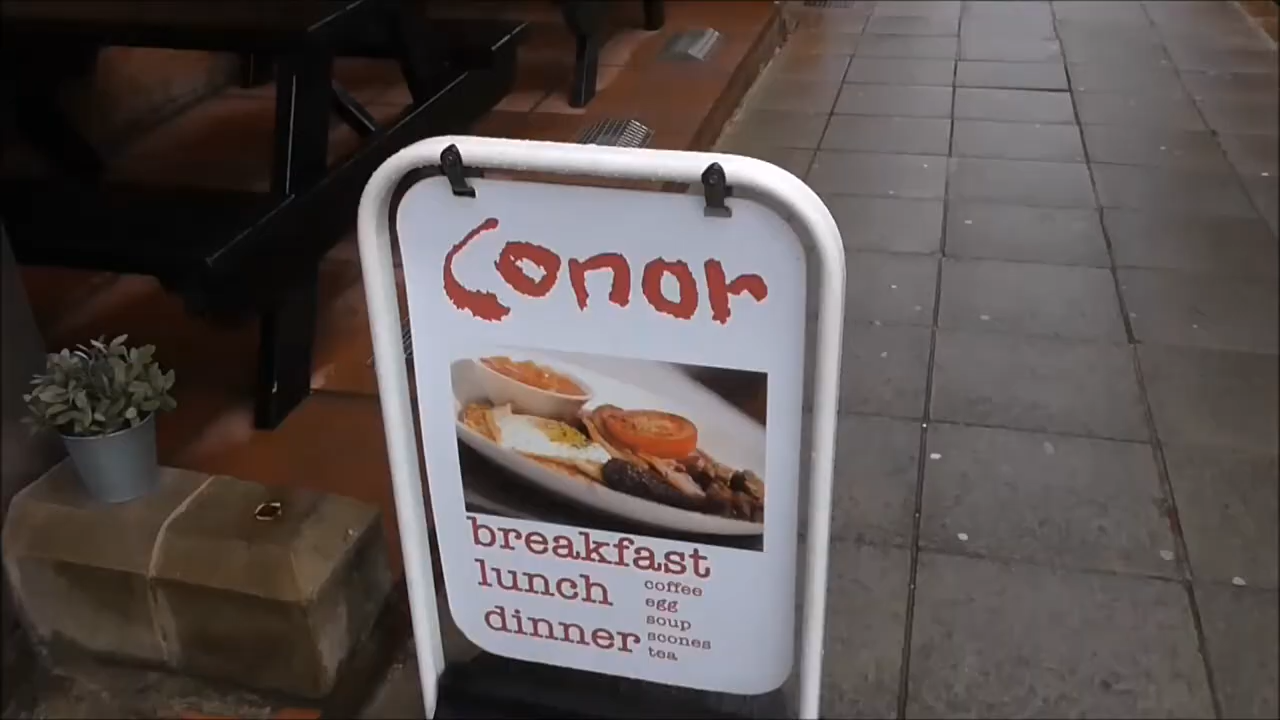 Conor
breakfast
lunch
dinner
coffee
egg
soup
scones
tea